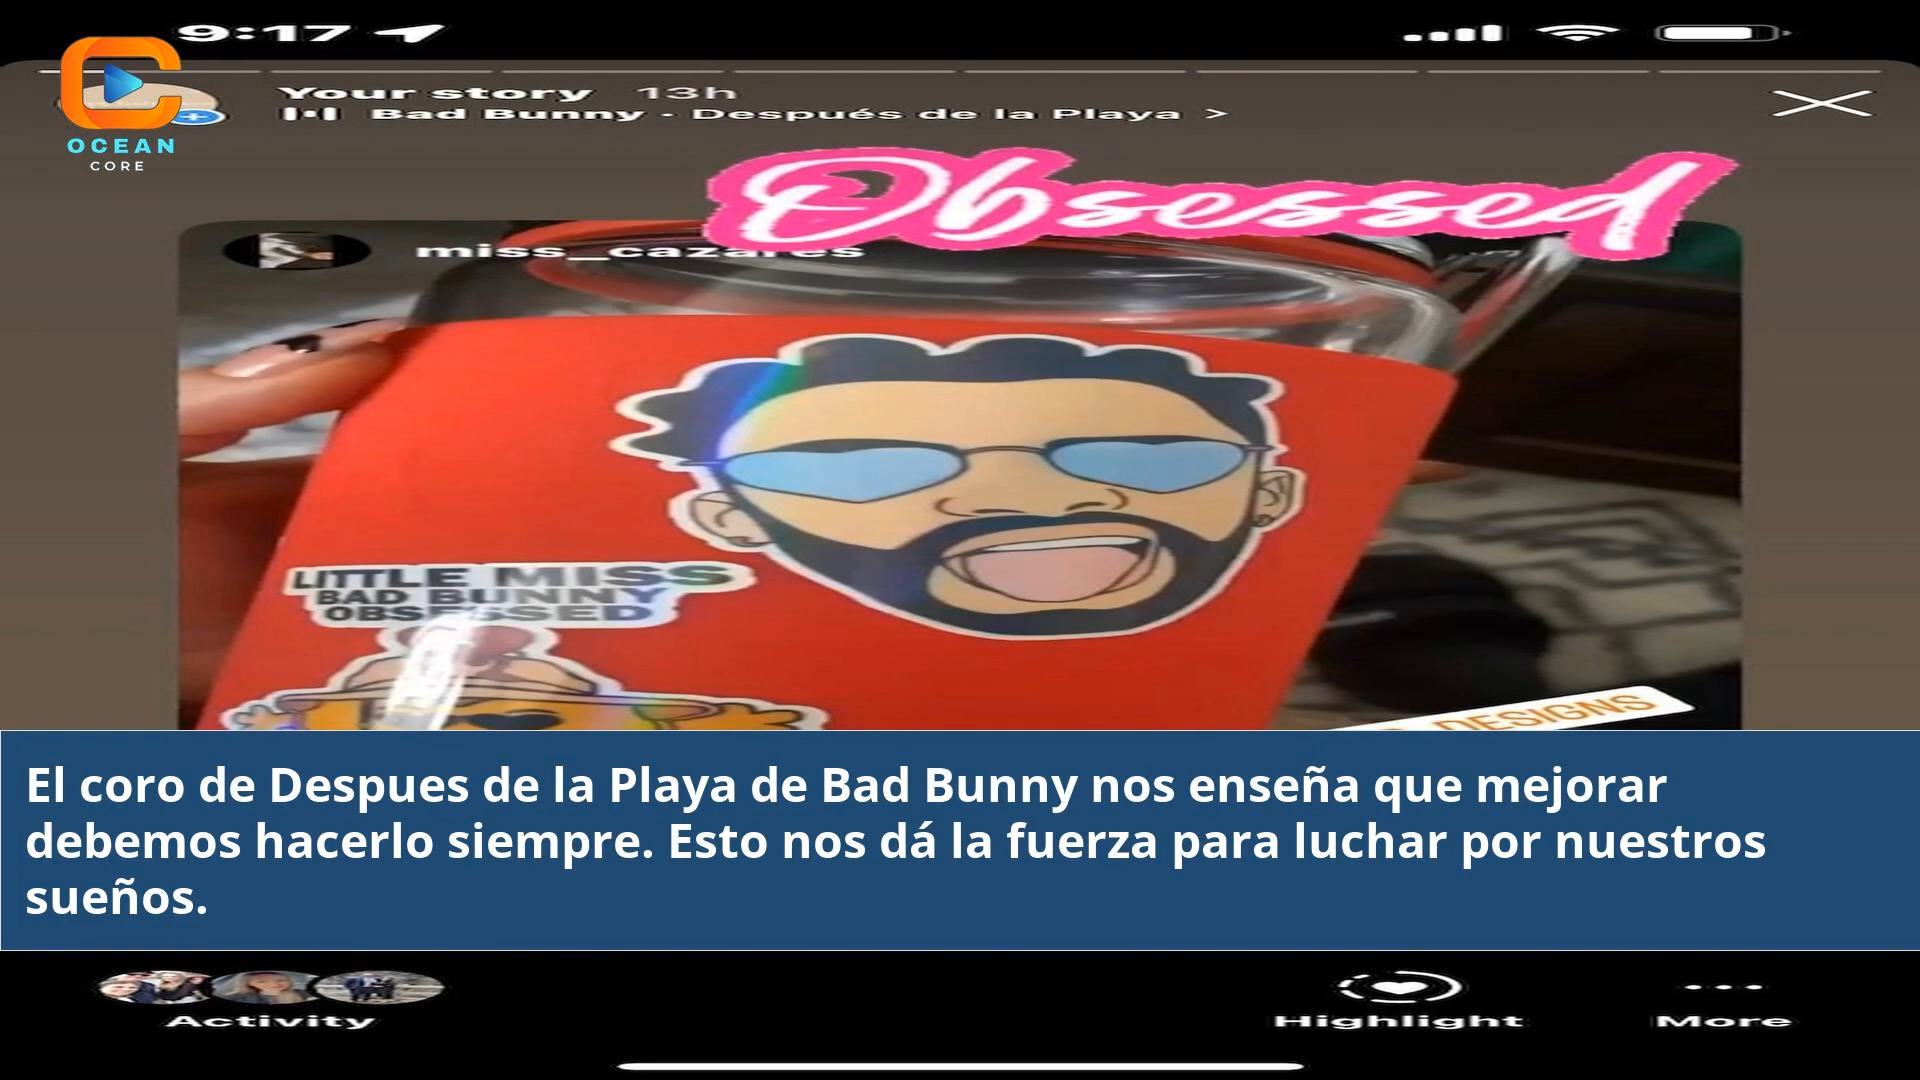 9:17
Your story 13h
Bad Bunny · Después de la Playa >
OCEAN
CORE
Obsessed
miss_cazares
LITTLE MISS
BAD BUNNY
OBSESSED
DESIGNS
El coro de Despues de la Playa de Bad Bunny nos enseña que mejorar
debemos hacerlo siempre. Esto nos dá la fuerza para luchar por nuestros
sueños.
Activity
Highlight
More